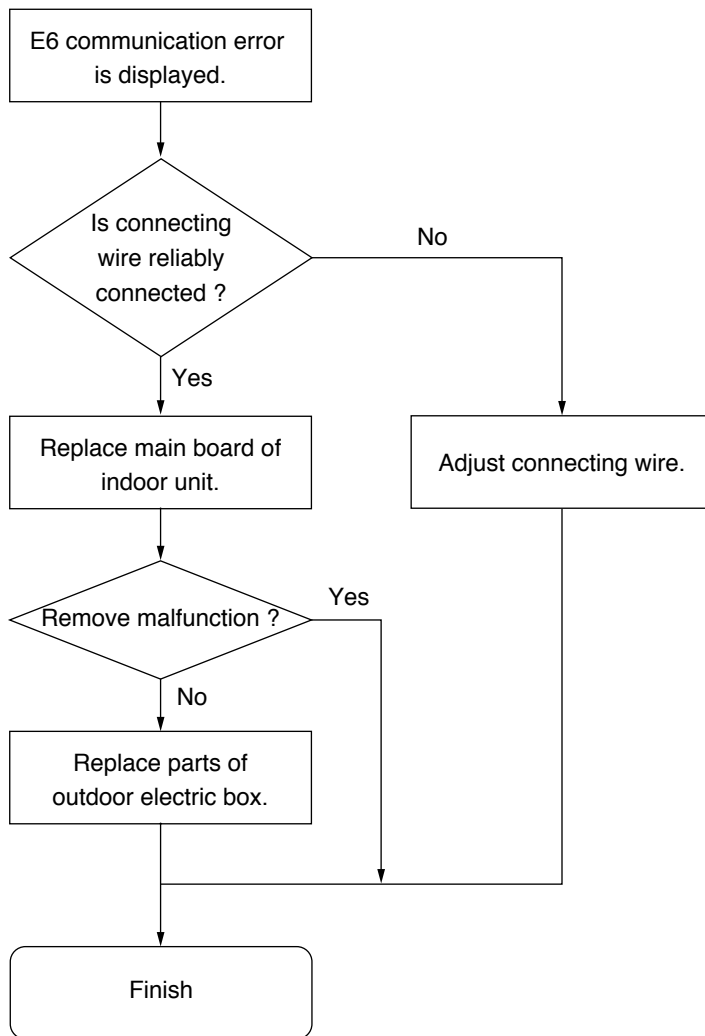 E6 communication error
is displayed.
Is connecting
wire reliably
connected ?
No
Yes
Replace main board of
indoor unit.
Adjust connecting wire.
Remove malfunction ?
Yes
No
Replace parts of
outdoor electric box.
Finish